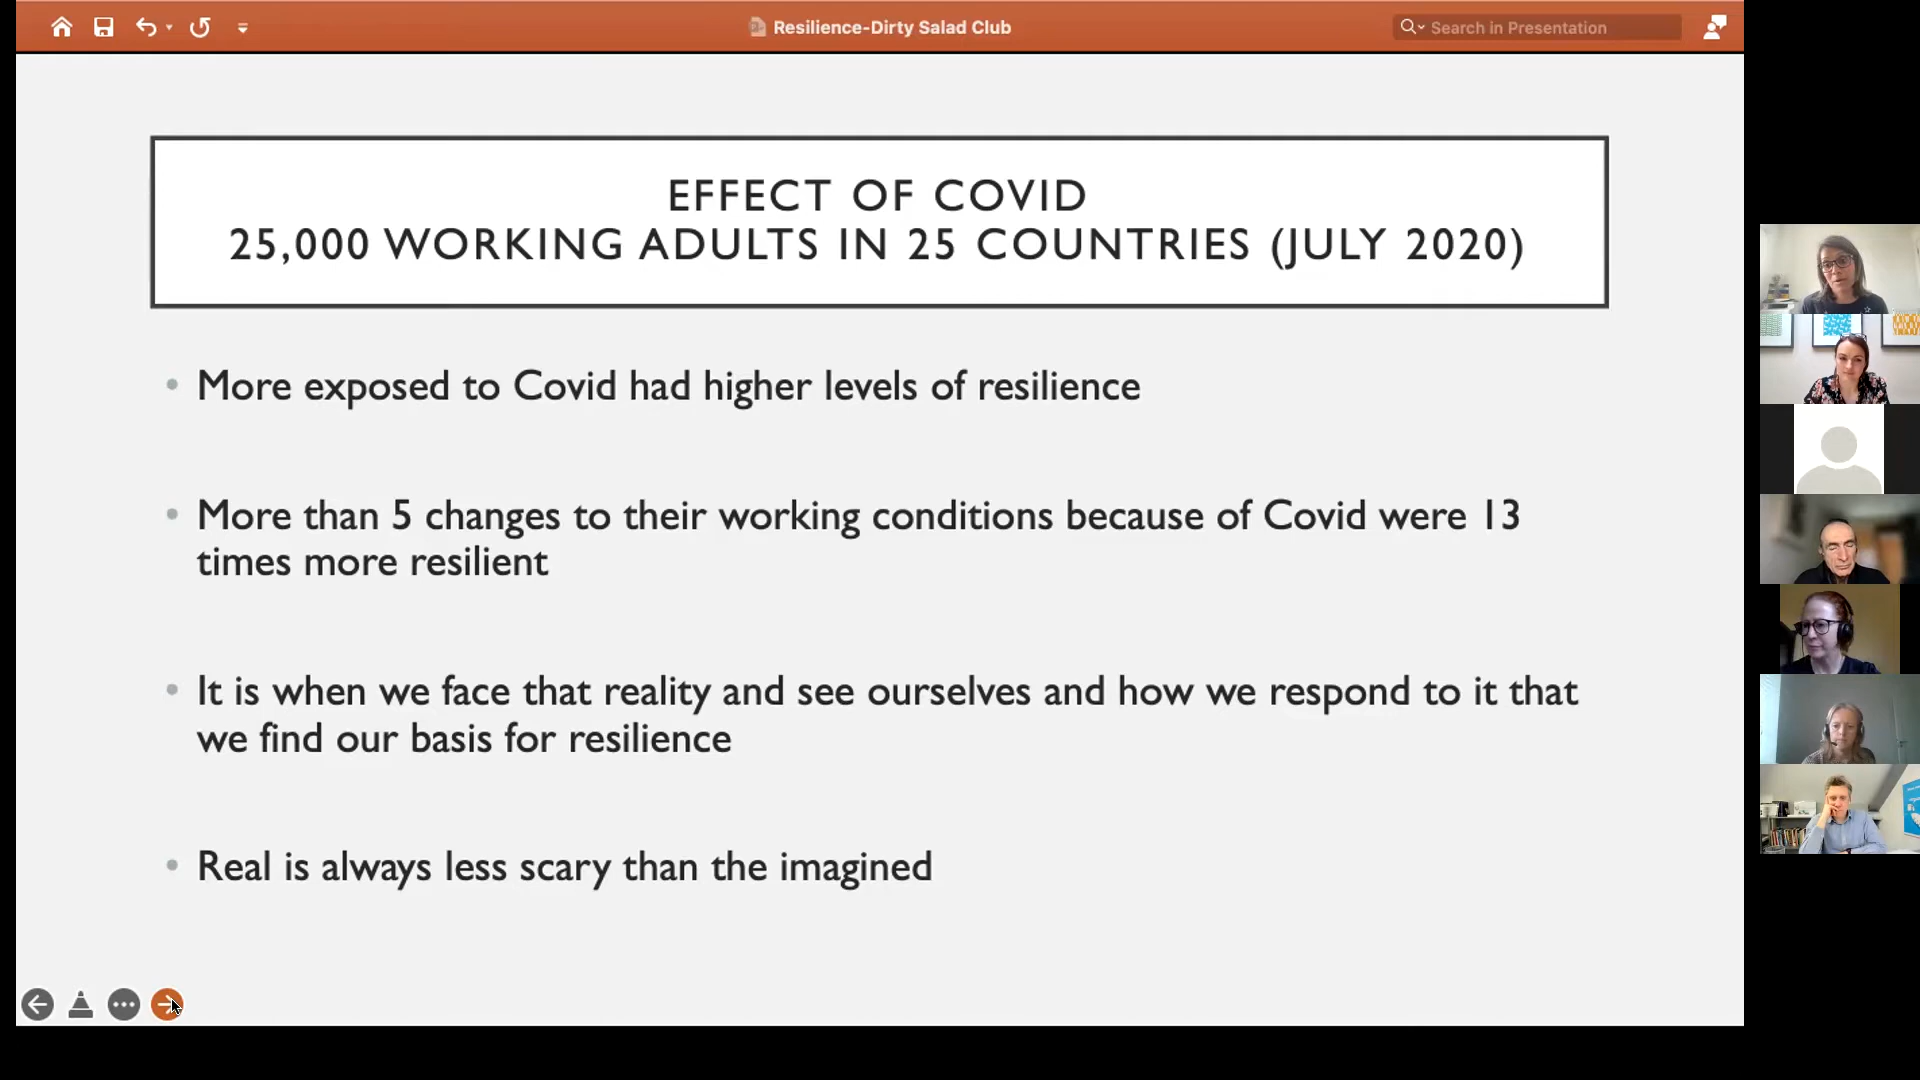 Resilience-Dirty Salad Club
Search in Presentation
EFFECT OF COVID
25,000 WORKING ADULTS IN 25 COUNTRIES (JULY 2020)
• More exposed to Covid had higher levels of resilience
• More than 5 changes to their working conditions because of Covid were 13
times more resilient
• It is when we face that reality and see ourselves and how we respond to it that
we find our basis for resilience
• Real is always less scary than the imagined